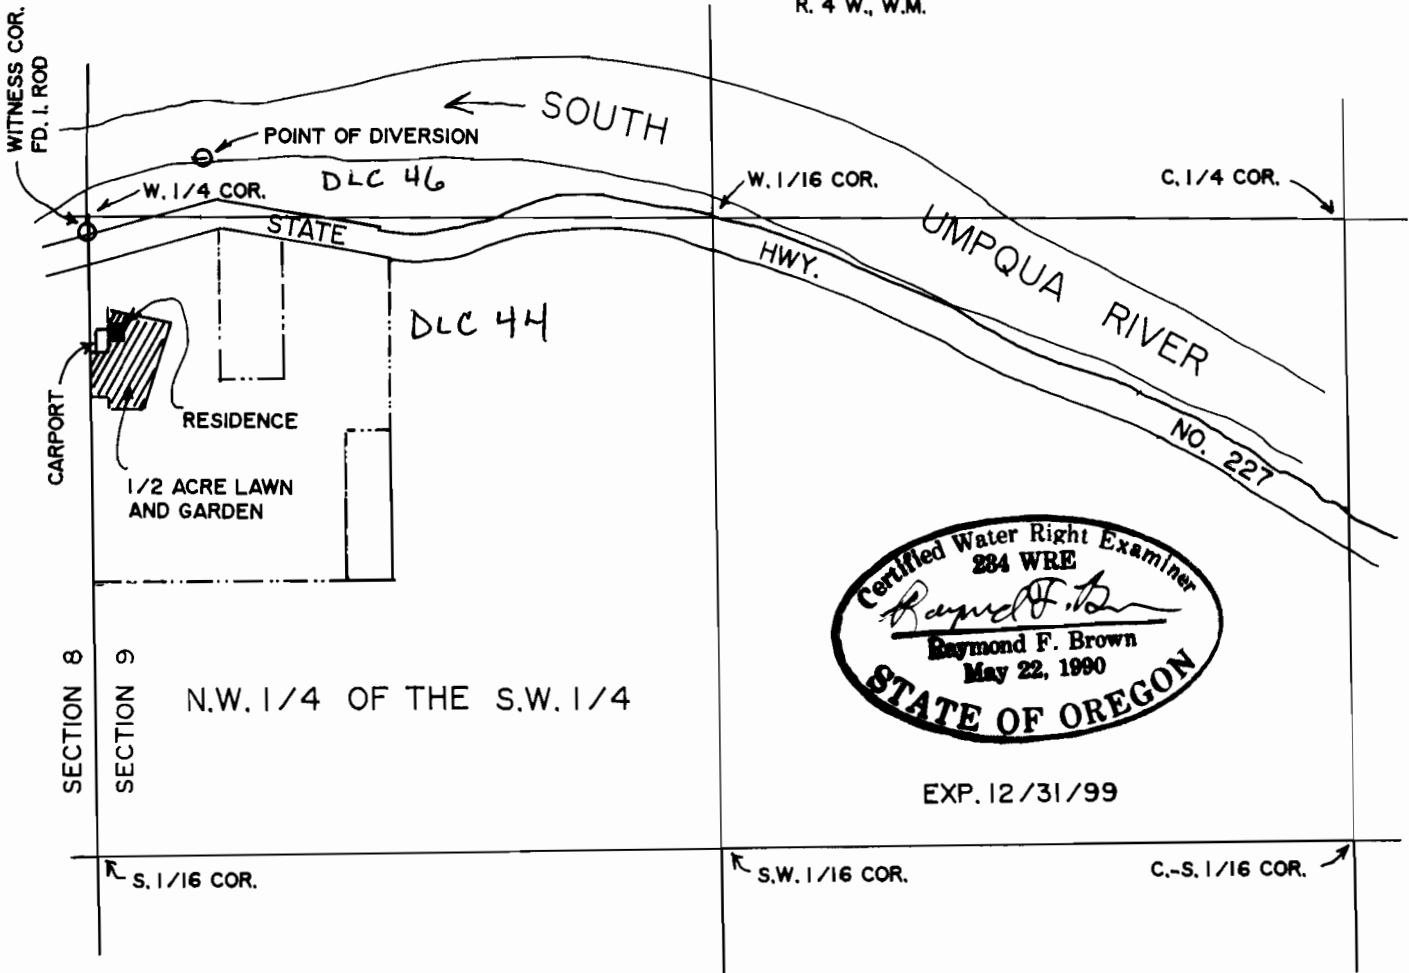 R. 4 W., W.M.
WITNESS COR.
FD. I. ROD
SOUTH
POINT OF DIVERSION
DLC 46
W. 1/4 COR.
W. 1/16 COR.
C. 1/4 COR.
STATE
HWY.
UMPQUA
RIVER
DLC 44
CARPORT
RESIDENCE
NO. 227
1/2 ACRE LAWN
AND GARDEN
Certified Water Right Examiner
284 WRE
Raymond F. Brown
Raymond F. Brown
May 22, 1990
STATE OF OREGON
SECTION 8
SECTION 9
N.W. 1/4 OF THE S.W. 1/4
EXP. 12/31/99
S. 1/16 COR.
S.W. 1/16 COR.
C.-S. 1/16 COR.